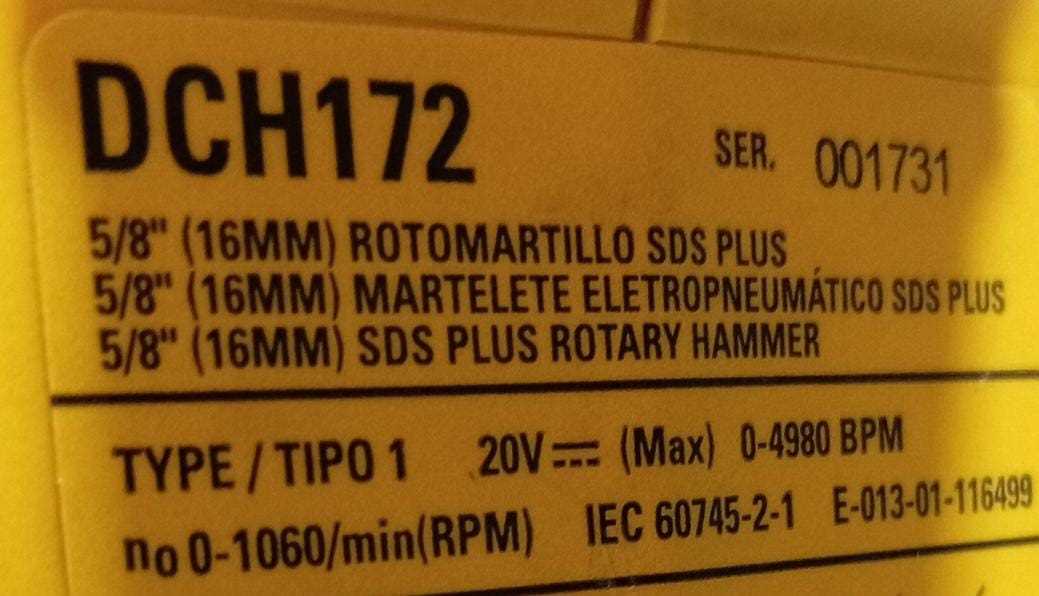 DCH172 SER. 001731
5/8" (16MM) ROTOMARTILLO SDS PLUS
5/8" (16MM) MARTELETE ELETROPNEUMÁTICO SDS PLUS
5/8" (16MM) SDS PLUS ROTARY HAMMER
TYPE / TIPO 1 20V⎓ (Max) 0-4980 BPM
no 0-1060/min(RPM) IEC 60745-2-1 E-013-01-116499